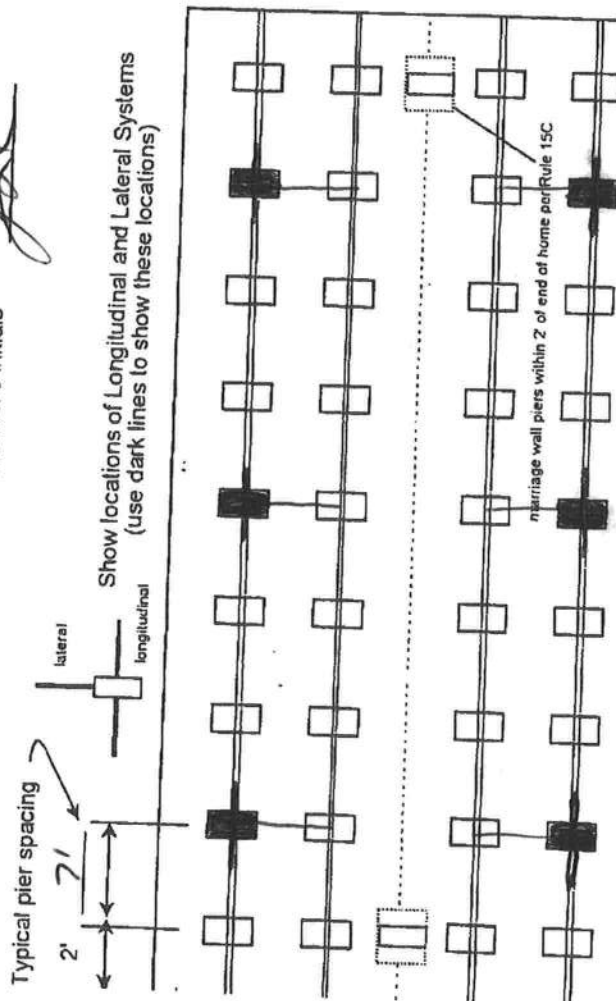 Typical pier spacing
2'
7'
lateral
longitudinal
Show locations of Longitudinal and Lateral Systems
(use dark lines to show these locations)
marriage wall piers within 2' of end of home per Rule 15C